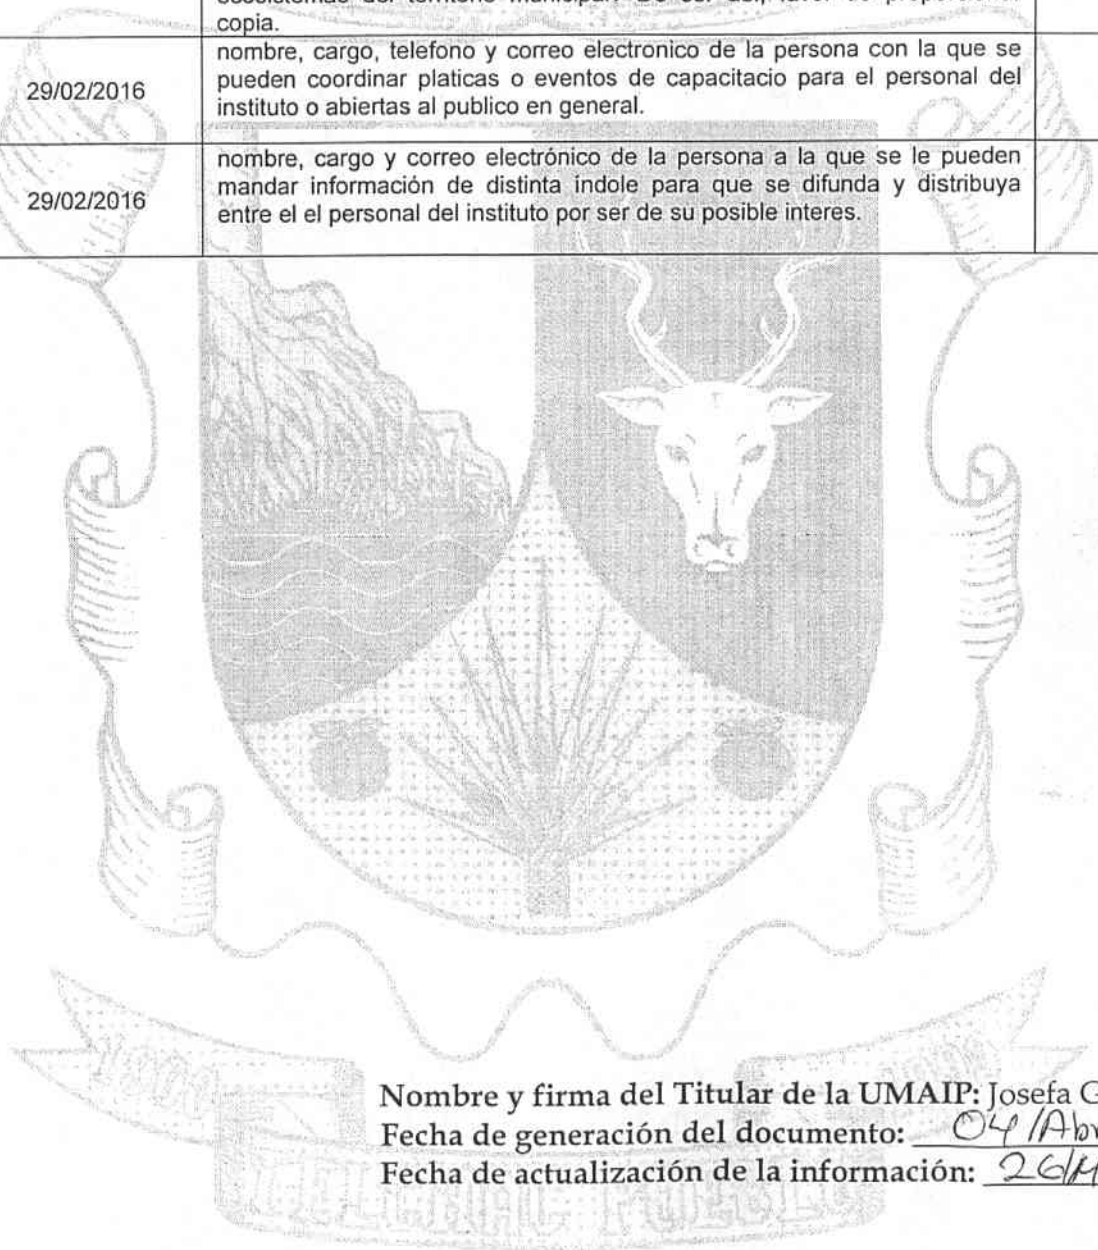 copia.
29/02/2016
nombre, cargo, telefono y correo electronico de la persona con la que se
pueden coordinar platicas o eventos de capacitacio para el personal del
instituto o abiertas al publico en general.
29/02/2016
nombre, cargo y correo electrónico de la persona a la que se le pueden
mandar información de distinta indole para que se difunda y distribuya
entre el el personal del instituto por ser de su posible interes.
Nombre y firma del Titular de la UMAIP: Josefa G
Fecha de generación del documento: 04/Abr
Fecha de actualización de la información: 26/M
TELCHAC PUEBLO